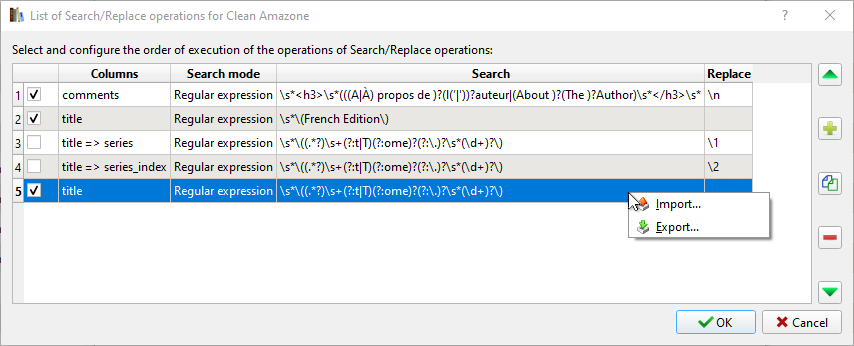 List of Search/Replace operations for Clean Amazone
Select and configure the order of execution of the operations of Search/Replace operations:
Columns Search mode Search Replace
1 comments Regular expression \s*<h3>\s*(((A|À) propos de )?(l('|’))?auteur|(About )?(The )?Author)\s*</h3>\s* \n
2 title Regular expression \s*\(French Edition\)
3 title => series Regular expression \s*\((.*?)\s+(?:t|T)(?:ome)?(?:\.)?\s*(\d+)?\) \1
4 title => series_index Regular expression \s*\((.*?)\s+(?:t|T)(?:ome)?(?:\.)?\s*(\d+)?\) \2
5 title Regular expression \s*\((.*?)\s+(?:t|T)(?:ome)?(?:\.)?\s*(\d+)?\)
Import...
Export...
OK Cancel